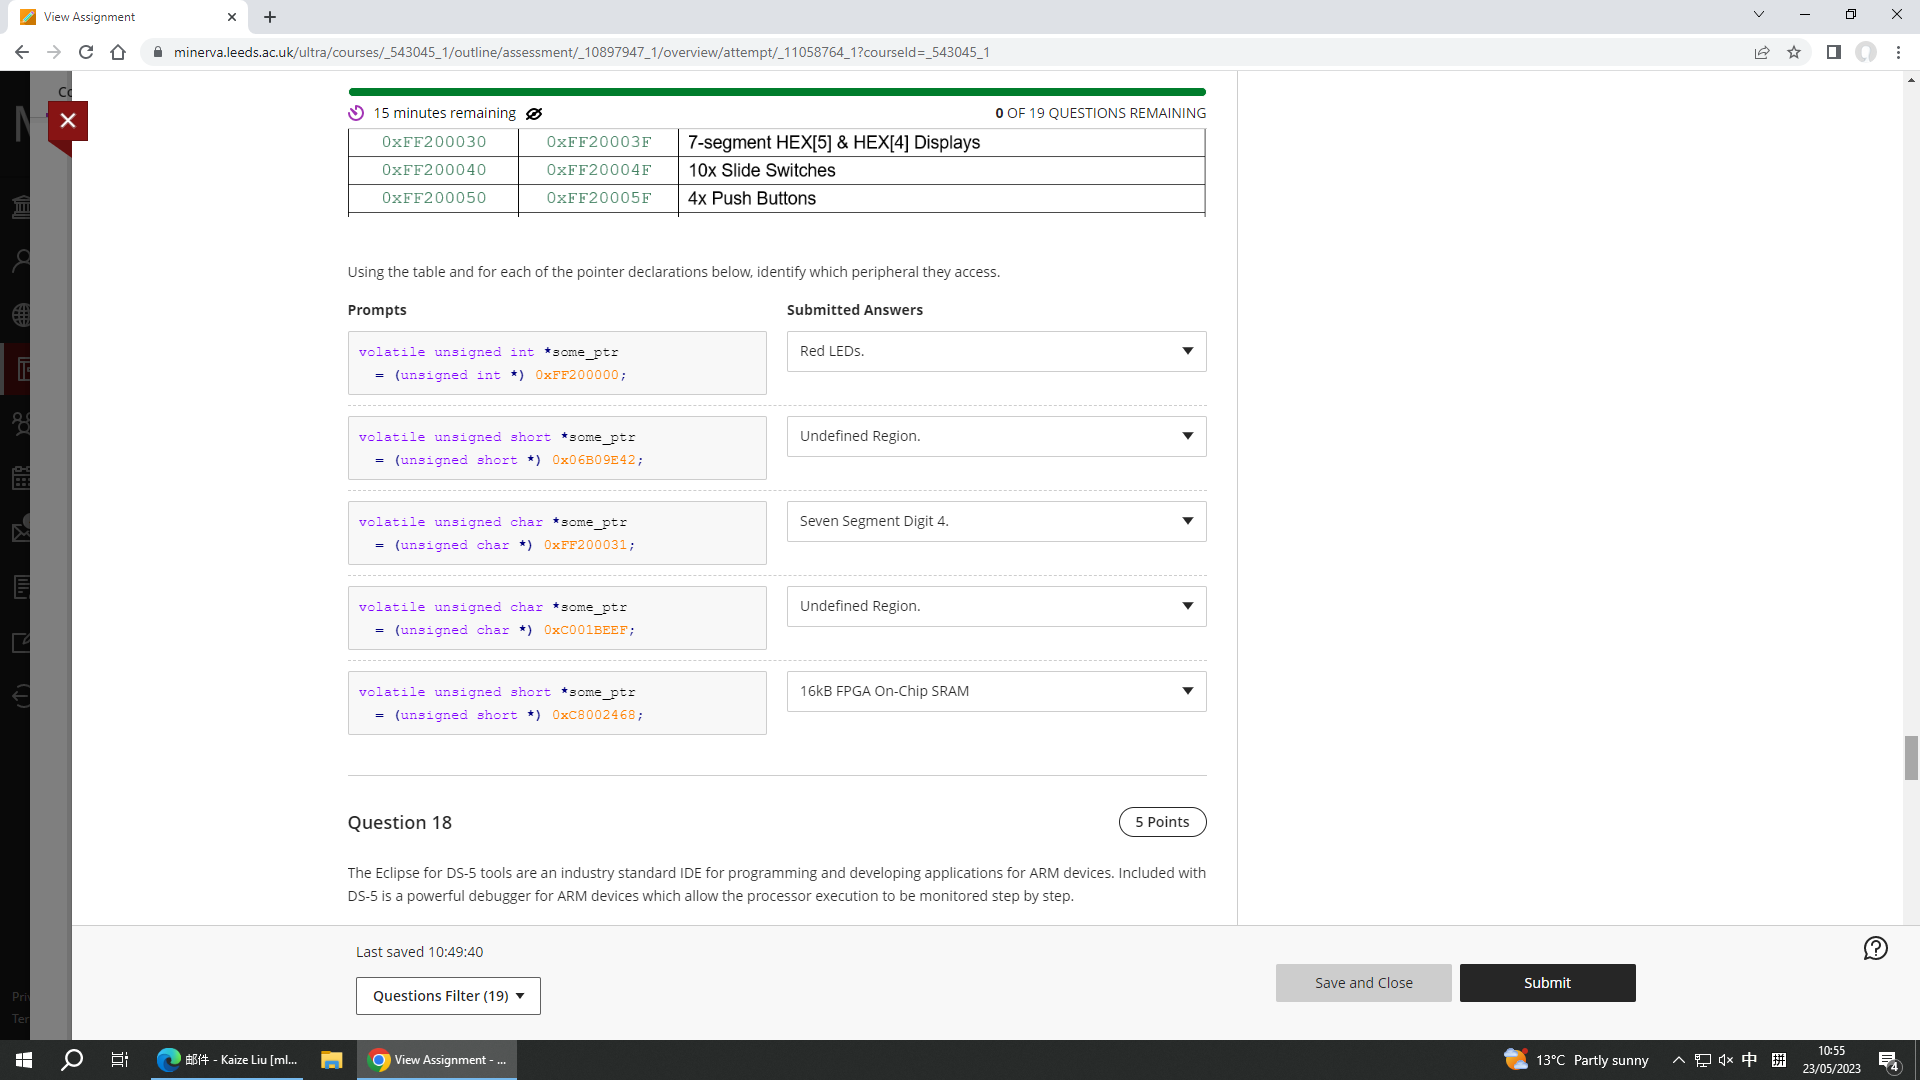 View Assignment
minerva.leeds.ac.uk/ultra/courses/_543045_1/outline/assessment/_10897947_1/overview/attempt/_11058764_1?courseId=_543045_1
15 minutes remaining
0 OF 19 QUESTIONS REMAINING
0xFF200030 0xFF20003F 7-segment HEX[5] & HEX[4] Displays
0xFF200040 0xFF20004F 10x Slide Switches
0xFF200050 0xFF20005F 4x Push Buttons
Using the table and for each of the pointer declarations below, identify which peripheral they access.
Prompts
Submitted Answers
volatile unsigned int *some_ptr
= (unsigned int *) 0xFF200000;
Red LEDs.
volatile unsigned short *some_ptr
= (unsigned short *) 0x06B09E42;
Undefined Region.
volatile unsigned char *some_ptr
= (unsigned char *) 0xFF200031;
Seven Segment Digit 4.
volatile unsigned char *some_ptr
= (unsigned char *) 0xC001BEEF;
Undefined Region.
volatile unsigned short *some_ptr
= (unsigned short *) 0xC8002468;
16kB FPGA On-Chip SRAM
Question 18
5 Points
The Eclipse for DS-5 tools are an industry standard IDE for programming and developing applications for ARM devices. Included with
DS-5 is a powerful debugger for ARM devices which allow the processor execution to be monitored step by step.
Last saved 10:49:40
Questions Filter (19)
Save and Close
Submit
邮件 - Kaize Liu [ml...
View Assignment - ...
13°C Partly sunny
中
拼
10:55
23/05/2023
4